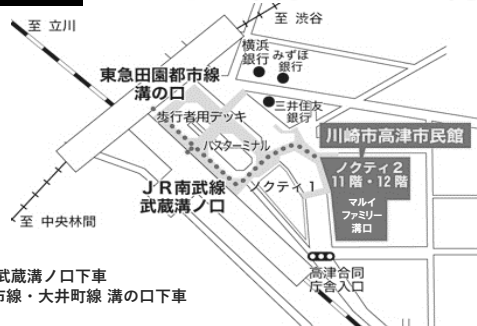 至 立川
至 渋谷
横浜
銀行
みずほ
銀行
東急田園都市線
溝の口
三井住友
銀行
歩行者用デッキ
川崎市高津市民館
バスターミナル
ノクティ2
11階・12階
JR南武線
武蔵溝ノ口
ノクティ1
マルイ
ファミリー
溝口
至 中央林間
高津合同
庁舎入口
武蔵溝ノ口下車
市線・大井町線 溝の口下車